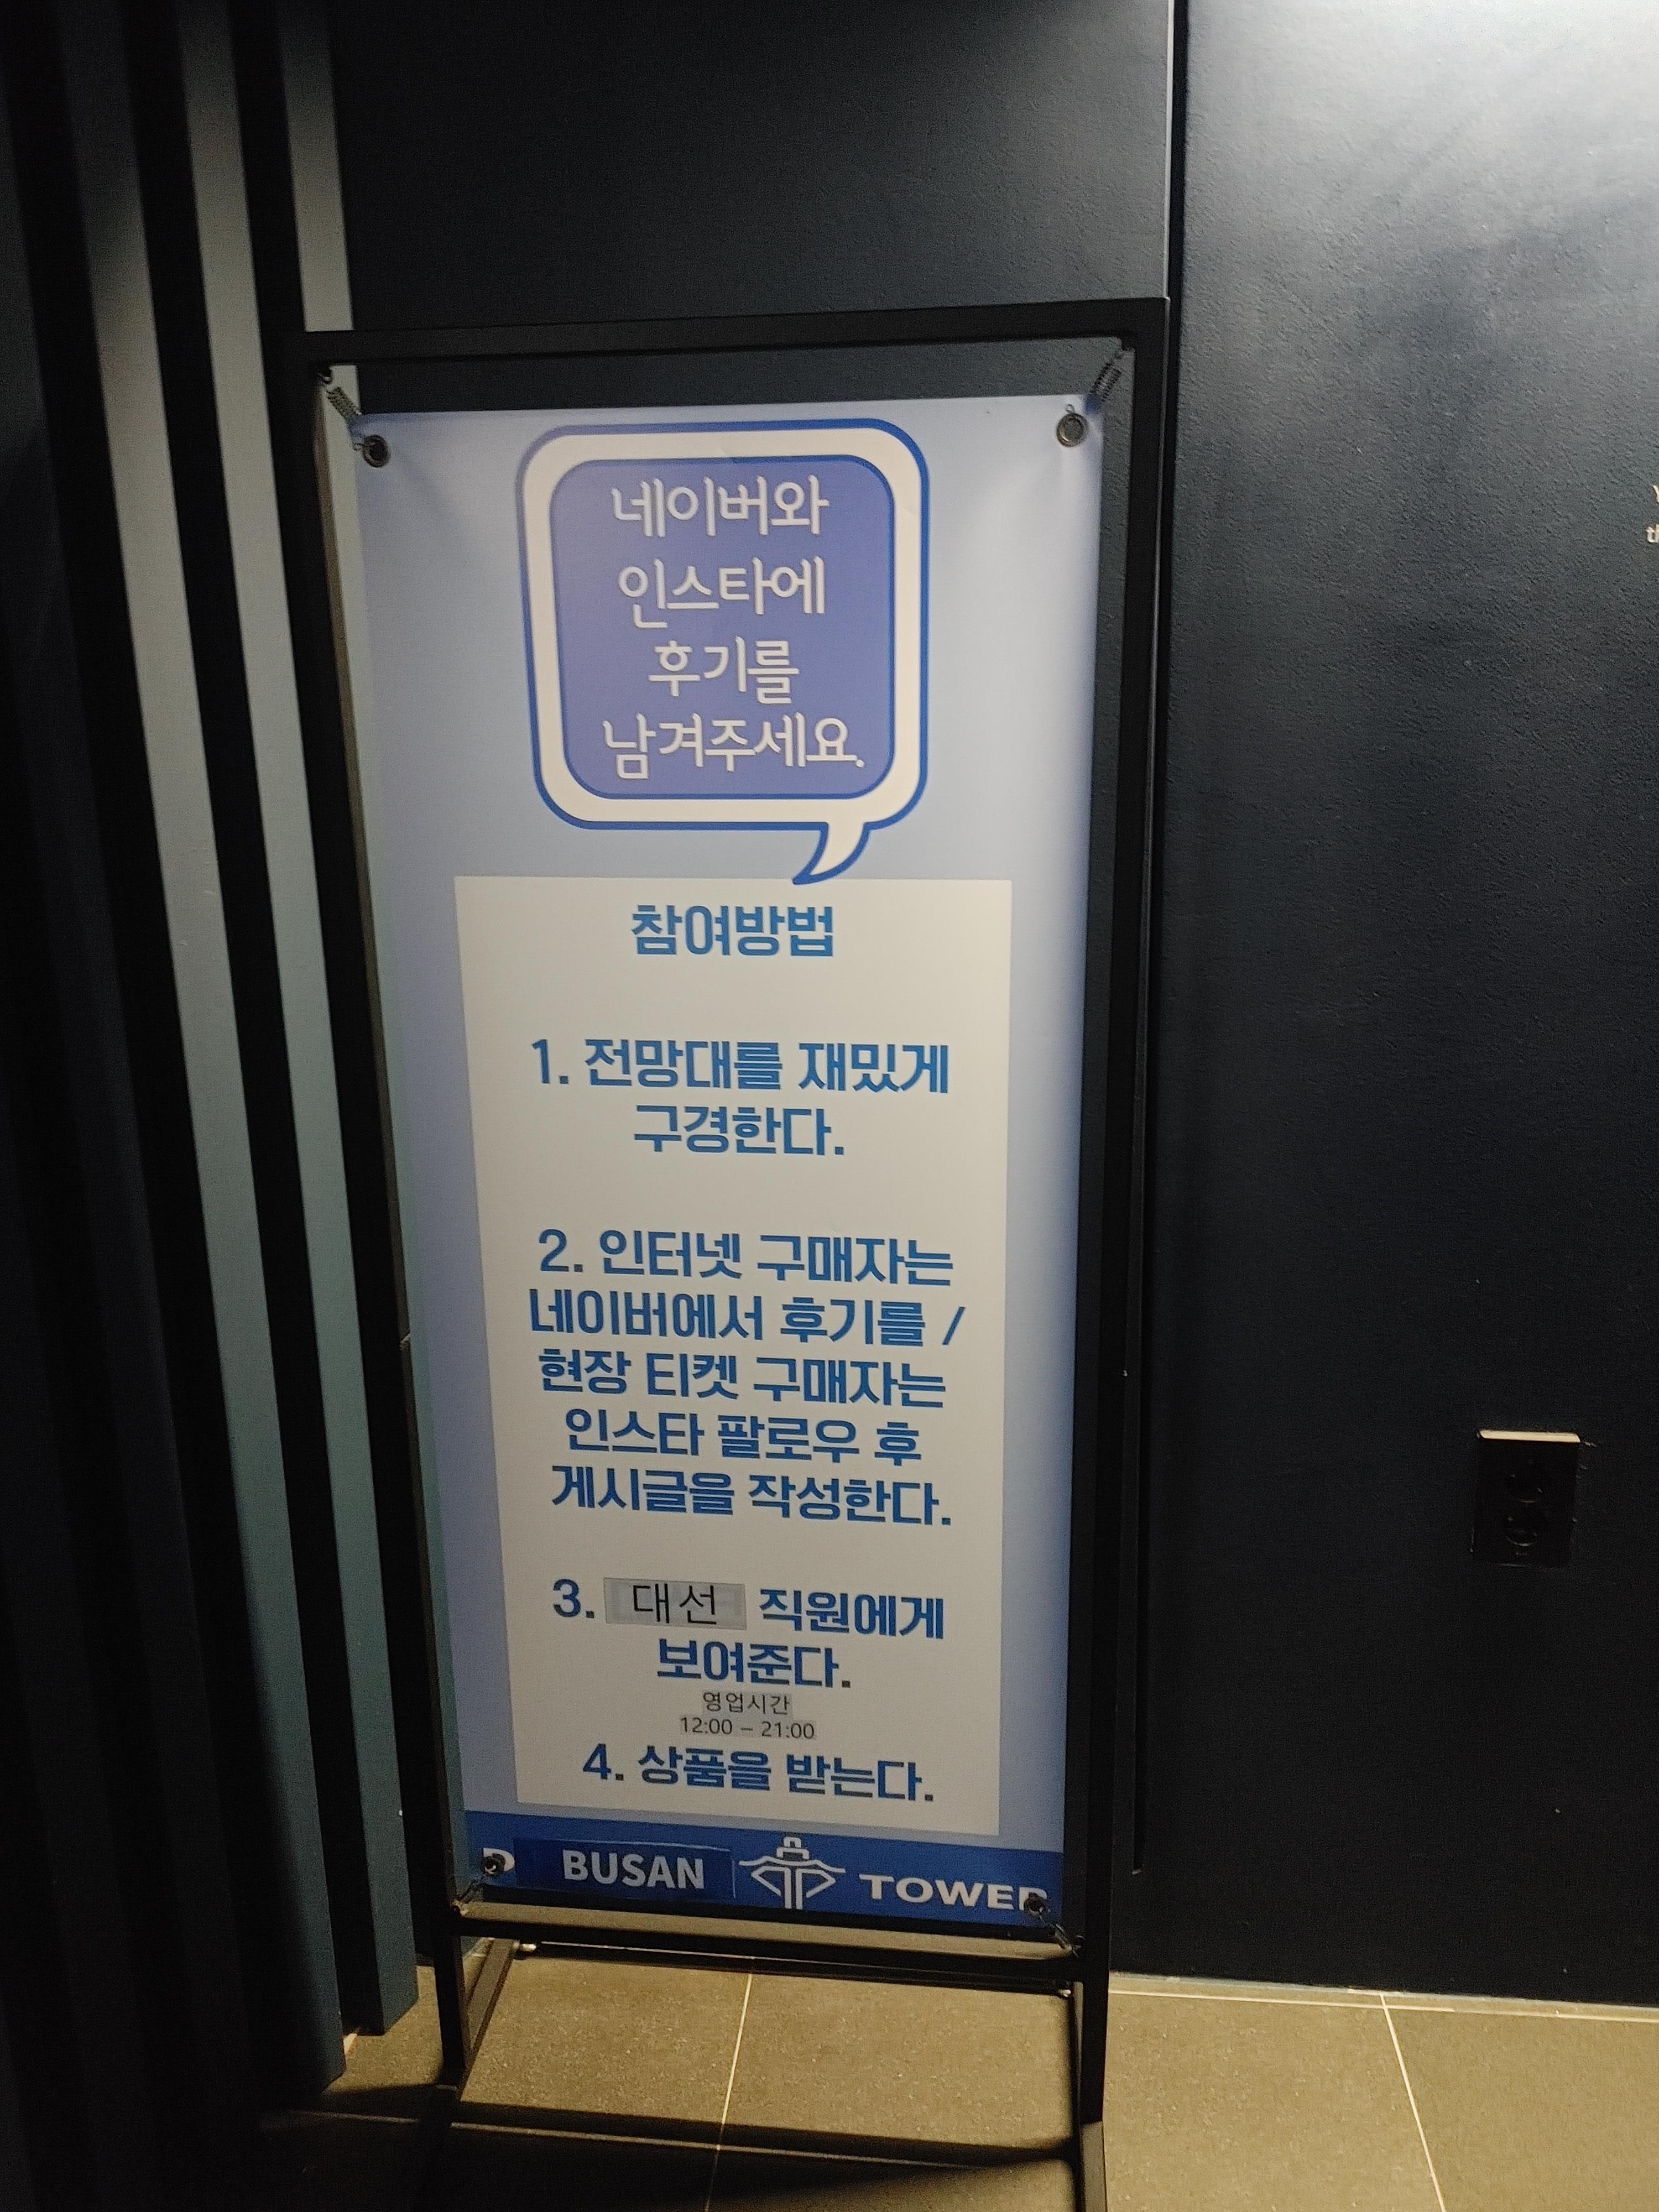 네이버와
인스타에
후기를
남겨주세요.
참여방법
1. 전망대를 재밌게
구경한다.
2. 인터넷 구매자는
네이버에서 후기를 /
현장 티켓 구매자는
인스타 팔로우 후
게시글을 작성한다.
3. 대선 직원에게
보여준다.
영업시간
12:00 – 21:00
4. 상품을 받는다.
BUSAN TOWER